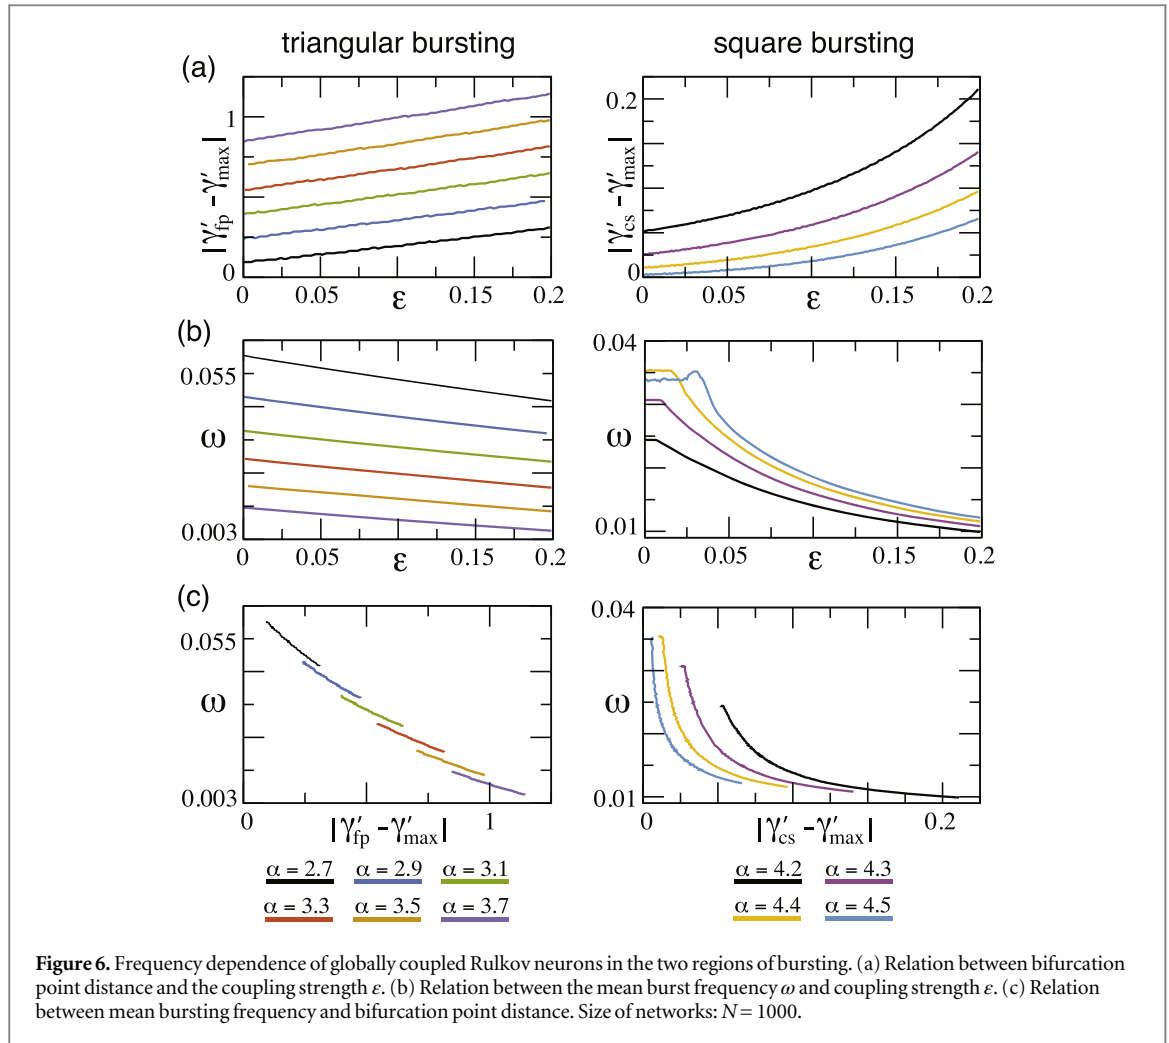 triangular bursting
square bursting
(a)
|γ′fp - γ′max|
1
0
0
0.05
0.15
0.2
ε
|γ′cs - γ′max|
0.2
0
0
0.05
0.15
0.2
ε
(b)
ω
0.055
0.003
0
0.05
0.15
0.2
ε
ω
0.04
0.01
0
0.05
0.15
0.2
ε
(c)
ω
0.055
0.003
0
1
|γ′fp - γ′max|
ω
0.04
0.01
0
0.2
|γ′cs - γ′max|
α = 2.7 α = 2.9 α = 3.1
α = 3.3 α = 3.5 α = 3.7
α = 4.2 α = 4.3
α = 4.4 α = 4.5
Figure 6. Frequency dependence of globally coupled Rulkov neurons in the two regions of bursting. (a) Relation between bifurcation
point distance and the coupling strength ε. (b) Relation between the mean burst frequency ω and coupling strength ε. (c) Relation
between mean bursting frequency and bifurcation point distance. Size of networks: N = 1000.